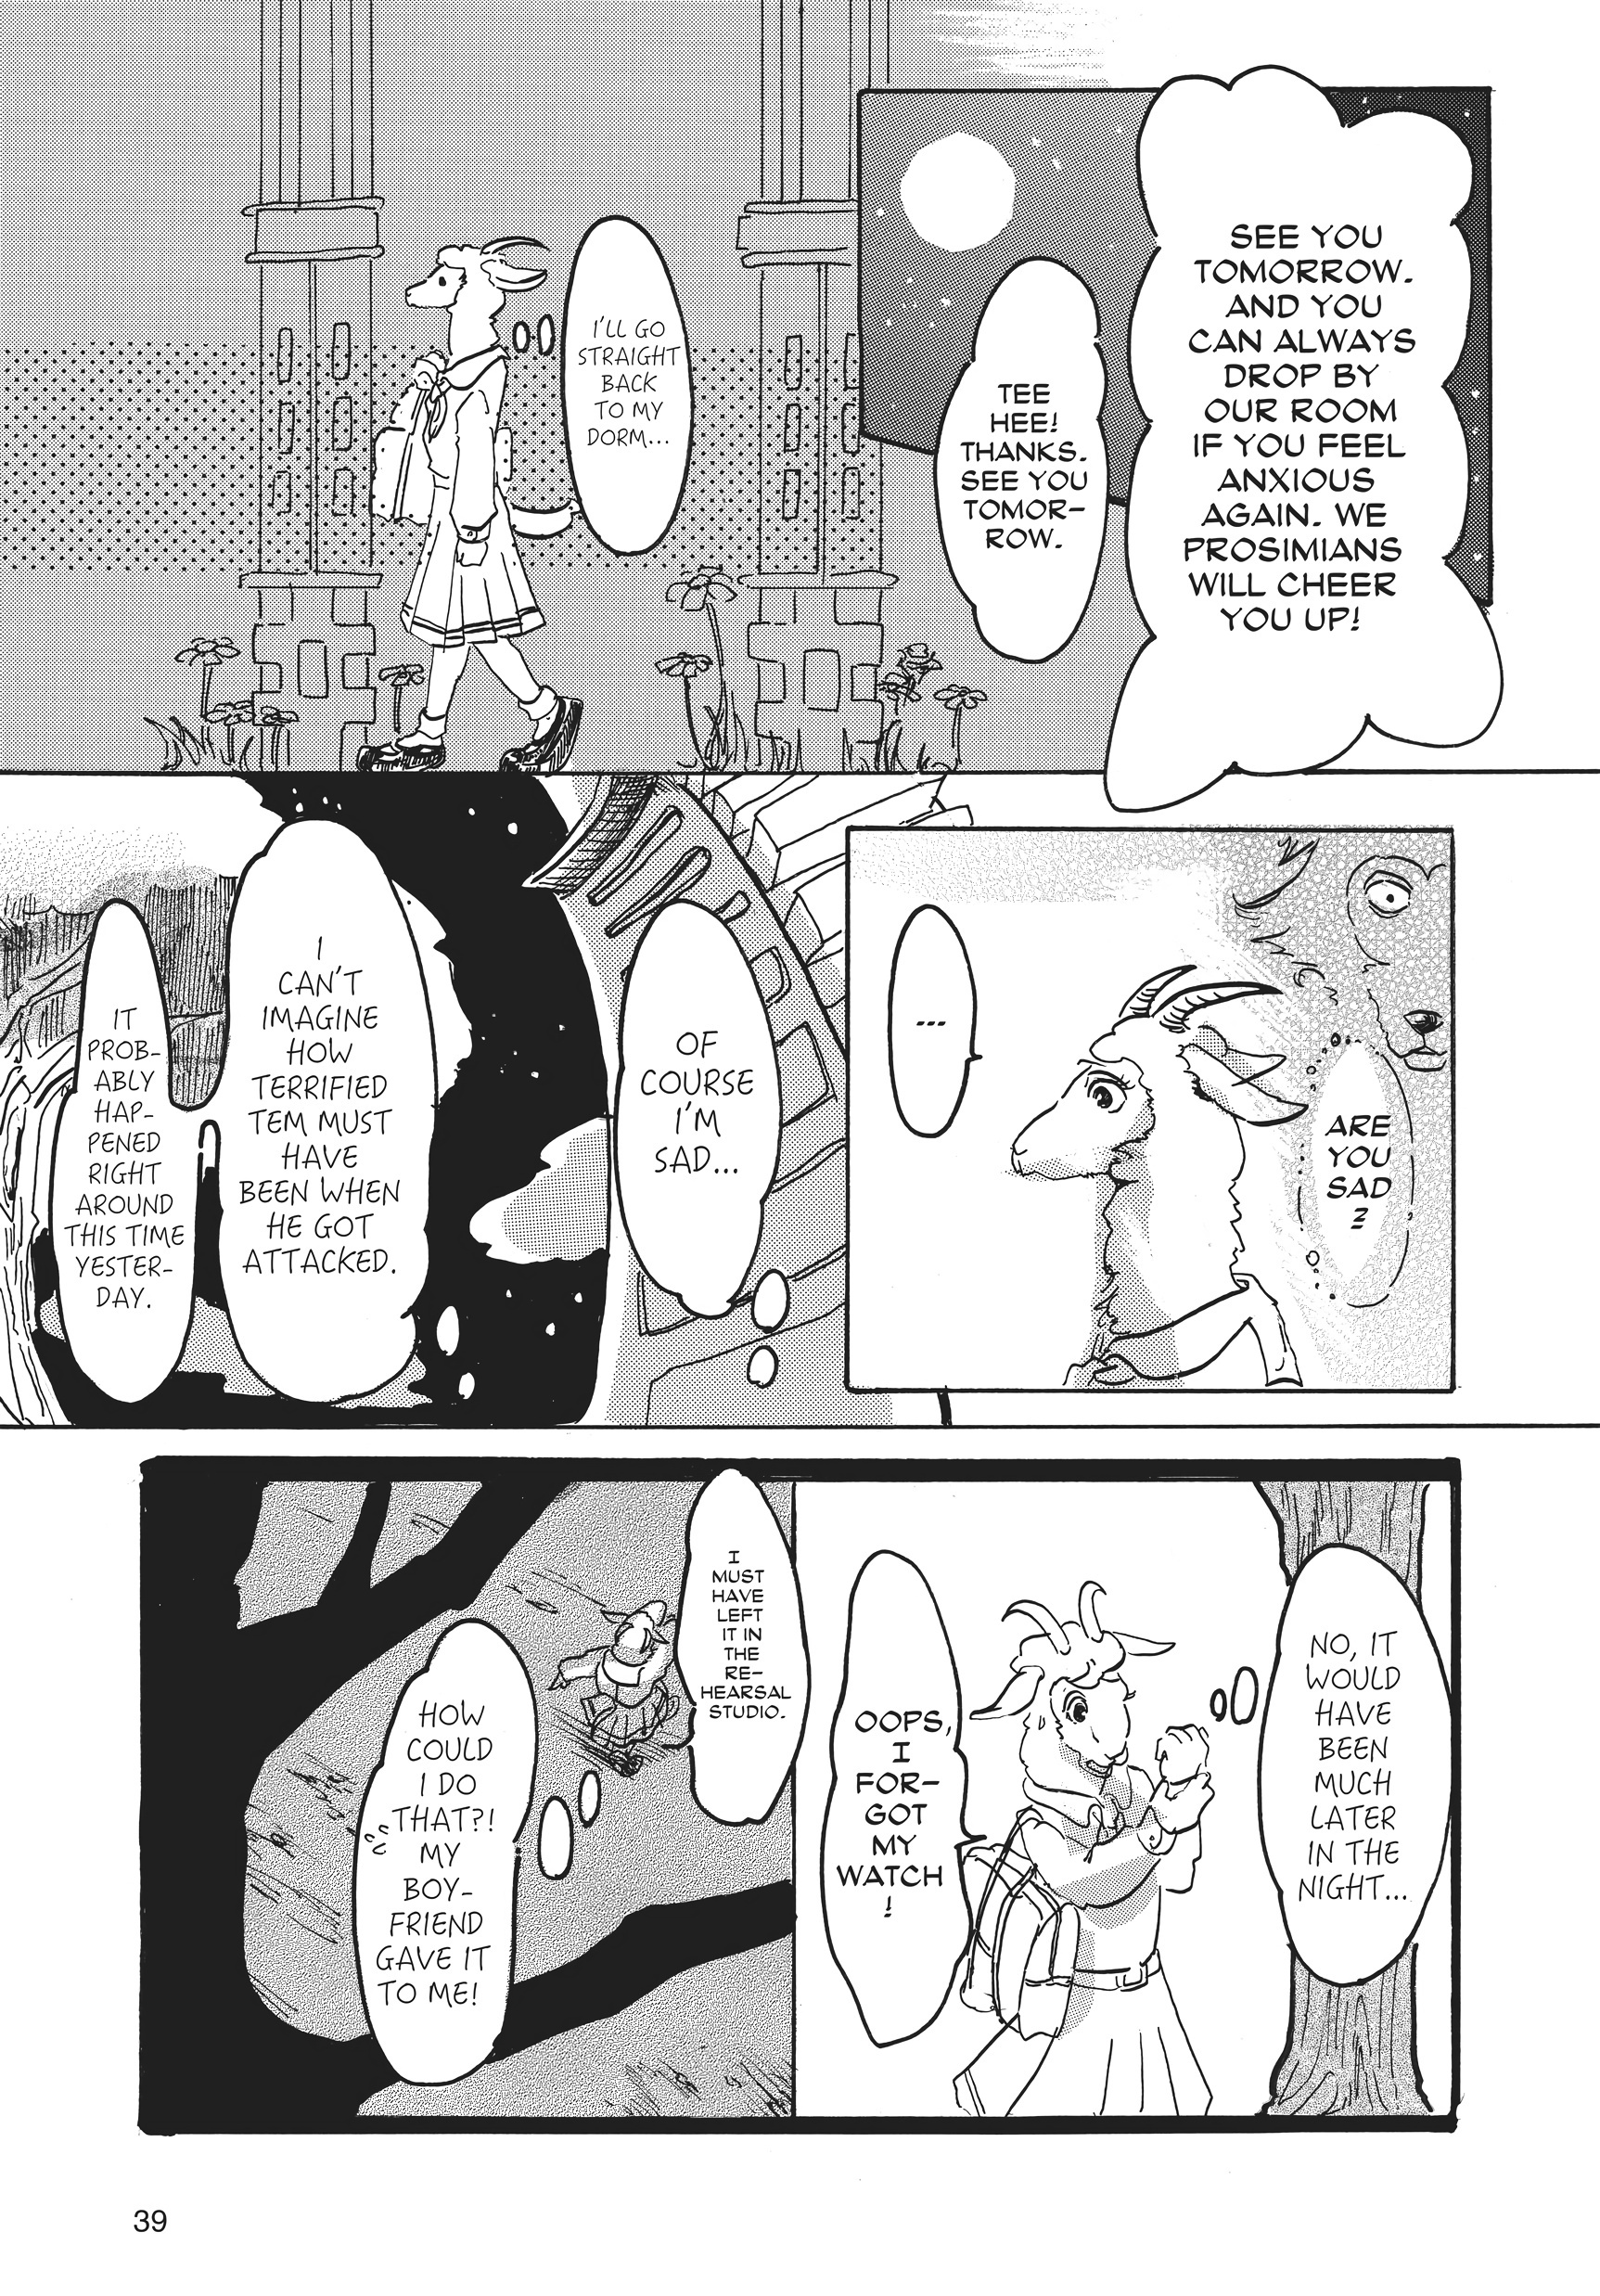 SEE YOU
TOMORROW.
AND YOU
CAN ALWAYS
DROP BY
OUR ROOM
IF YOU FEEL
ANXIOUS
AGAIN. WE
PROSIMIANS
WILL CHEER
YOU UP!
TEE
HEE!
THANKS.
SEE YOU
TOMOR-
ROW.
I'LL GO
STRAIGHT
BACK
TO MY
DORM...
ARE
YOU
SAD
?
...
OF
COURSE
I'M
SAD...
I
CAN'T
IMAGINE
HOW
TERRIFIED
TEM MUST
HAVE
BEEN WHEN
HE GOT
ATTACKED.
IT
PROB-
ABLY
HAP-
PENED
RIGHT
AROUND
THIS TIME
YESTER-
DAY.
NO, IT
WOULD
HAVE
BEEN
MUCH
LATER
IN THE
NIGHT...
OOPS,
I
FOR-
GOT
MY
WATCH
!
I
MUST
HAVE
LEFT
IT IN
THE
RE-
HEARSAL
STUDIO.
HOW
COULD
I DO
THAT?!
MY
BOY-
FRIEND
GAVE IT
TO ME!
39